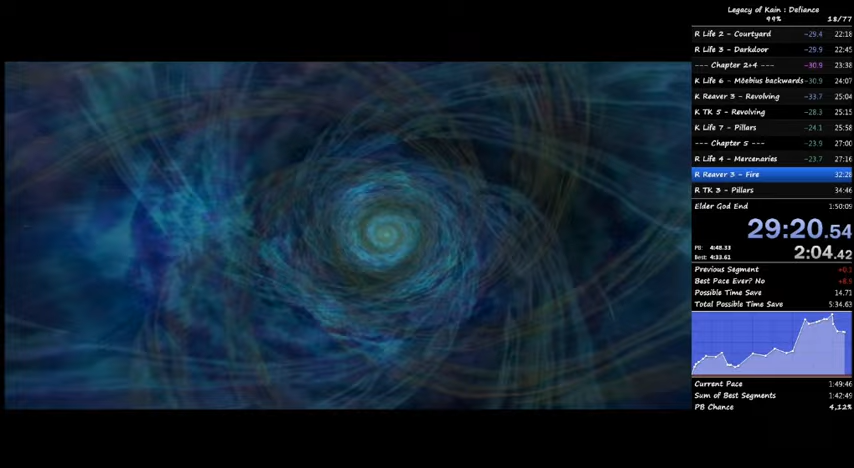 Legacy of Kain : Defiance
99% 18/77
R Life 2 - Courtyard -29.4 22:18
R Life 3 - Darkdoor -29.9 22:45
--- Chapter 2+4 --- -30.9 23:38
K Life 6 - Möebius backwards -30.9 24:07
K Reaver 3 - Revolving -33.7 25:04
K TK 5 - Revolving -28.3 25:15
K Life 7 - Pillars -24.1 25:58
--- Chapter 5 --- -23.9 27:00
R Life 4 - Mercenaries -23.7 27:16
R Reaver 3 - Fire 32:28
R TK 3 - Pillars 34:46
Elder God End 1:50:09
29:20.54
PB: 4:48.33
Best: 4:33.61
2:04.42
Previous Segment +0.1
Best Pace Ever? No +8.9
Possible Time Save 14.71
Total Possible Time Save 5:34.63
Current Pace 1:49:46
Sum of Best Segments 1:42:49
PB Chance 4,12%